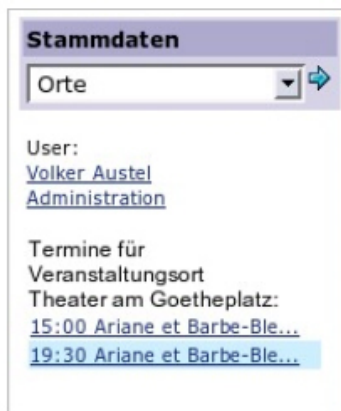 Stammdaten
Orte
User:
Volker Austel
Administration
Termine für
Veranstaltungsort
Theater am Goetheplatz:
15:00 Ariane et Barbe-Ble...
19:30 Ariane et Barbe-Ble...